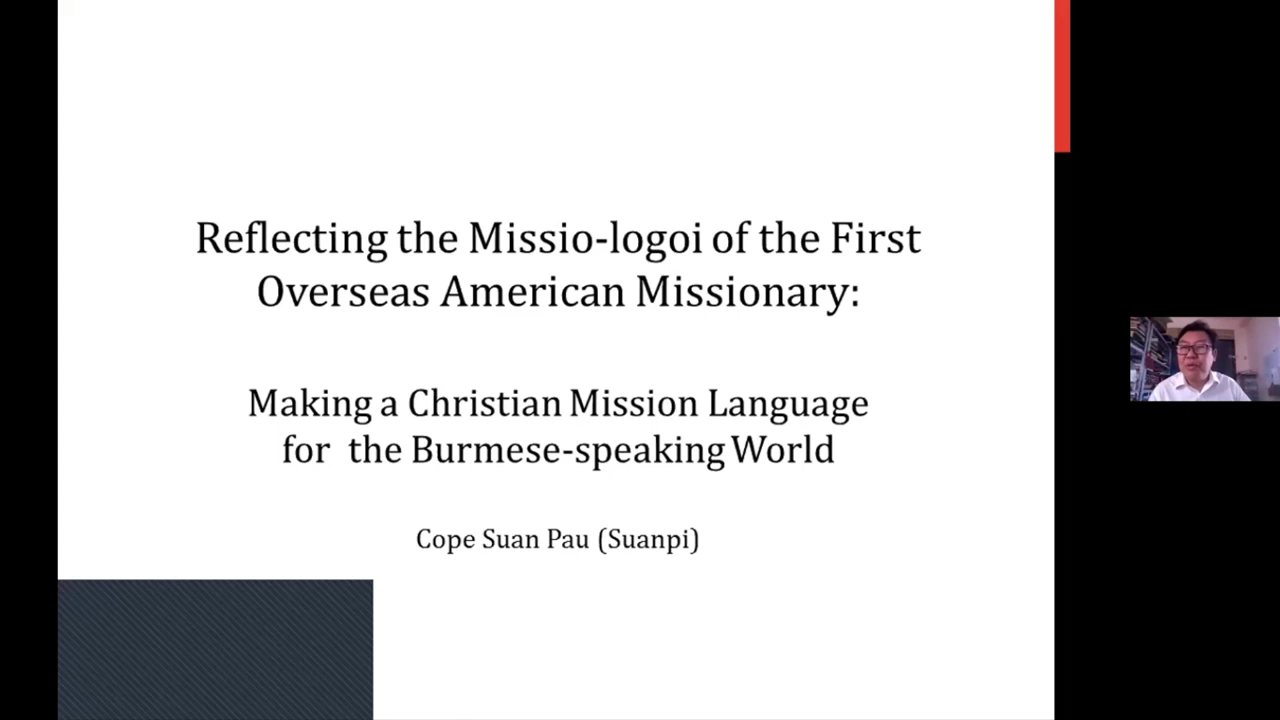 Reflecting the Missio-logoi of the First
Overseas American Missionary:
Making a Christian Mission Language
for the Burmese-speaking World
Cope Suan Pau (Suanpi)